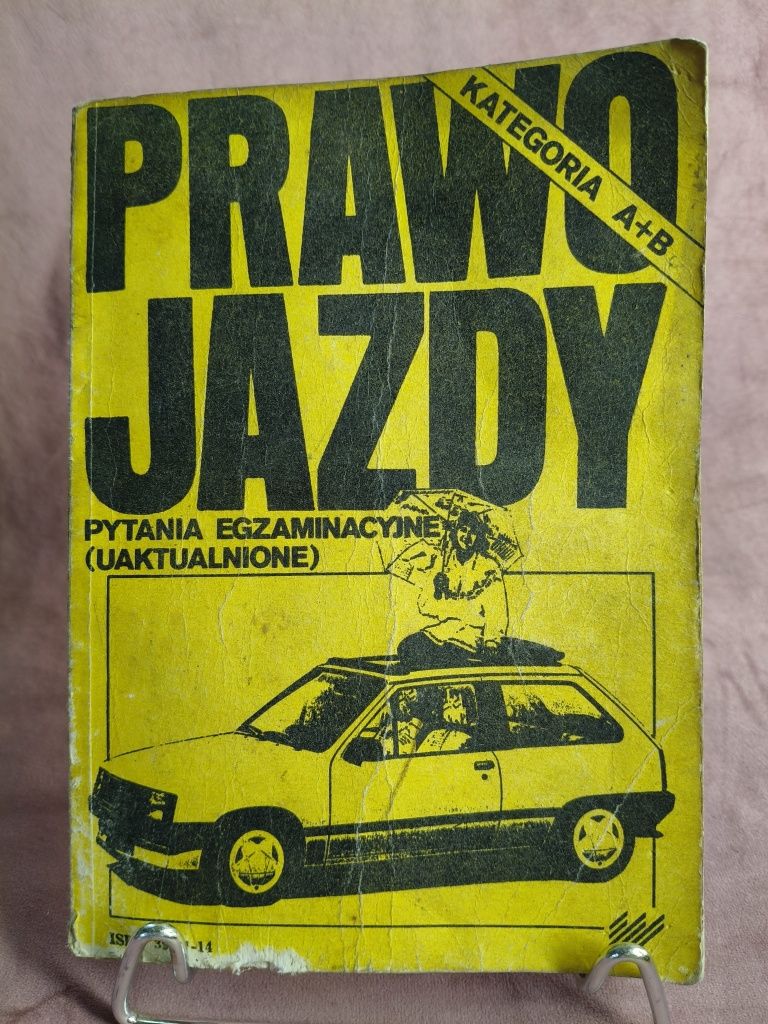 PRAWO
KATEGORIA A+B
JAZDY
PYTANIA EGZAMINACYJNE
(UAKTUALNIONE)